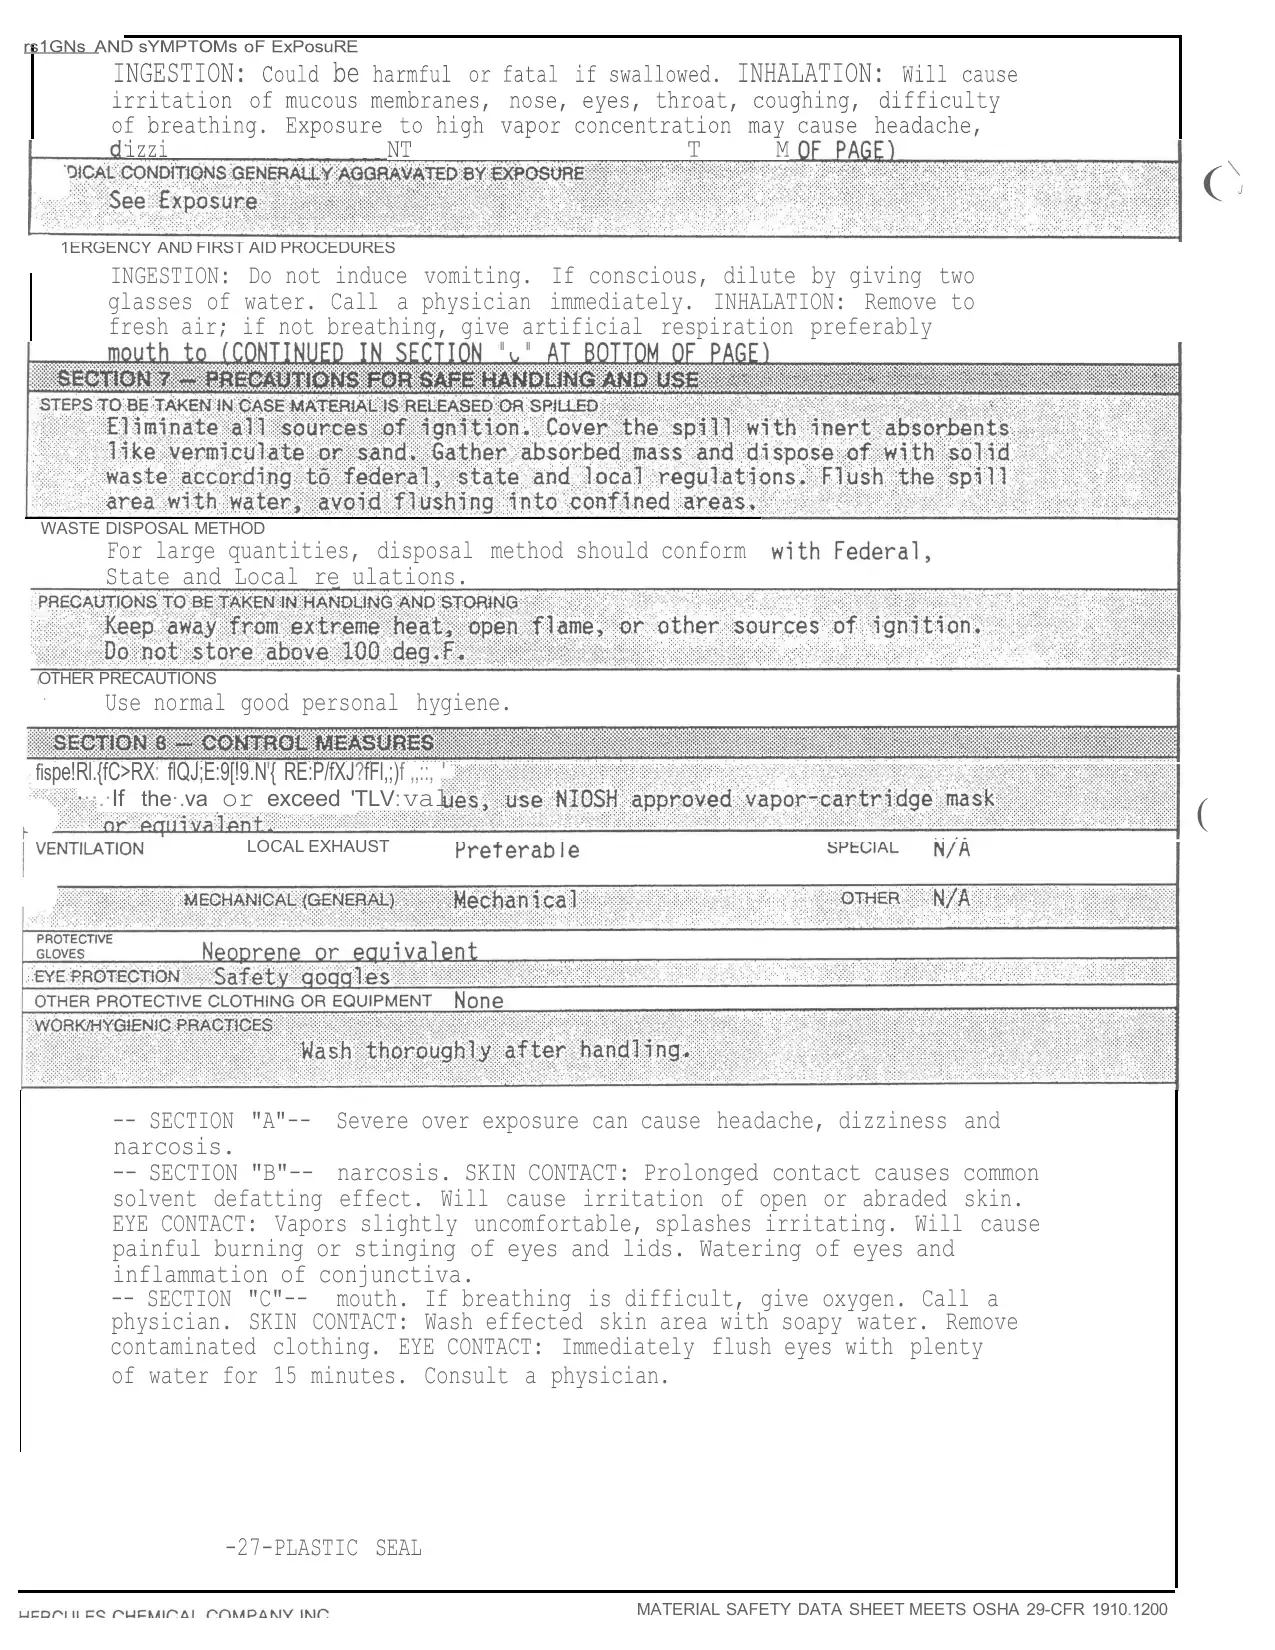 rs1GNs AND sYMPTOMs oF ExPosuRE
INGESTION: Could be harmful or fatal if swallowed. INHALATION: Will cause
irritation of mucous membranes, nose, eyes, throat, coughing, difficulty
of breathing. Exposure to high vapor concentration may cause headache,
dizzi NT T M OF PAGE)
DICAL CONDITIONS GENERALLY AGGRAVATED BY EXPOSURE
See Exposure
1ERGENCY AND FIRST AID PROCEDURES
INGESTION: Do not induce vomiting. If conscious, dilute by giving two
glasses of water. Call a physician immediately. INHALATION: Remove to
fresh air; if not breathing, give artificial respiration preferably
mouth to (CONTINUED IN SECTION " " AT BOTTOM OF PAGE)
SECTION 7 — PRECAUTIONS FOR SAFE HANDLING AND USE
STEPS TO BE TAKEN IN CASE MATERIAL IS RELEASED OR SPILLED
Eliminate all sources of ignition. Cover the spill with inert absorbents
like vermiculate or sand. Gather absorbed mass and dispose of with solid
waste according to federal, state and local regulations. Flush the spill
area with water, avoid flushing into confined areas.
WASTE DISPOSAL METHOD
For large quantities, disposal method should conform with Federal,
State and Local re ulations.
PRECAUTIONS TO BE TAKEN IN HANDLING AND STORING
Keep away from extreme heat, open flame, or other sources of ignition.
Do not store above 100 deg.F.
OTHER PRECAUTIONS
Use normal good personal hygiene.
SECTION 8 — CONTROL MEASURES
If the va or exceed 'TLV: values, use NIOSH approved vapor-cartridge mask
or equivalent.
VENTILATION LOCAL EXHAUST Preferable SPECIAL N/A
MECHANICAL (GENERAL) Mechanical OTHER N/A
PROTECTIVE
GLOVES Neoprene or equivalent
EYE PROTECTION Safety goggles
OTHER PROTECTIVE CLOTHING OR EQUIPMENT None
WORK/HYGIENIC PRACTICES
Wash thoroughly after handling.
-- SECTION "A"-- Severe over exposure can cause headache, dizziness and
narcosis.
-- SECTION "B"-- narcosis. SKIN CONTACT: Prolonged contact causes common
solvent defatting effect. Will cause irritation of open or abraded skin.
EYE CONTACT: Vapors slightly uncomfortable, splashes irritating. Will cause
painful burning or stinging of eyes and lids. Watering of eyes and
inflammation of conjunctiva.
-- SECTION "C"-- mouth. If breathing is difficult, give oxygen. Call a
physician. SKIN CONTACT: Wash effected skin area with soapy water. Remove
contaminated clothing. EYE CONTACT: Immediately flush eyes with plenty
of water for 15 minutes. Consult a physician.
-27-PLASTIC SEAL
HERCULES CHEMICAL COMPANY INC
MATERIAL SAFETY DATA SHEET MEETS OSHA 29-CFR 1910.1200